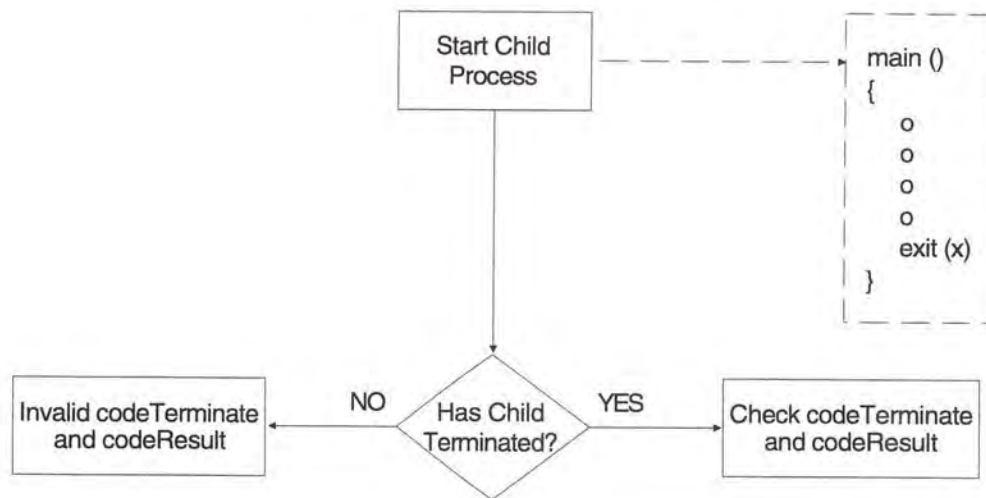 Start Child
Process
main ()
{
o
o
o
o
exit (x)
}
Has Child
Terminated?
NO
YES
Invalid codeTerminate
and codeResult
Check codeTerminate
and codeResult